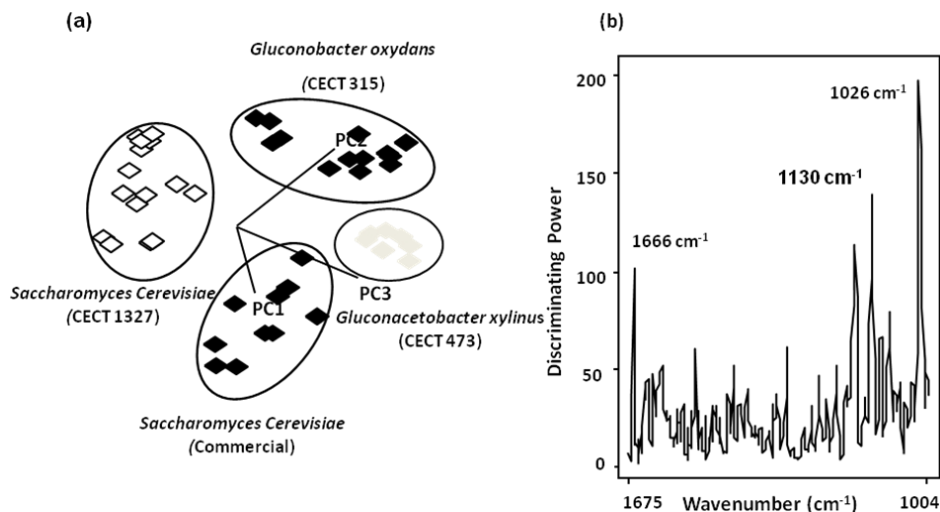 (a)
Gluconobacter oxydans
(CECT 315)
PC2
Saccharomyces Cerevisiae
(CECT 1327)
PC1
PC3
Gluconacetobacter xylinus
(CECT 473)
Saccharomyces Cerevisiae
(Commercial)
(b)
200
150
100
50
0
Discriminating Power
1026 cm⁻¹
1130 cm⁻¹
1666 cm⁻¹
1675 Wavenumber (cm⁻¹) 1004